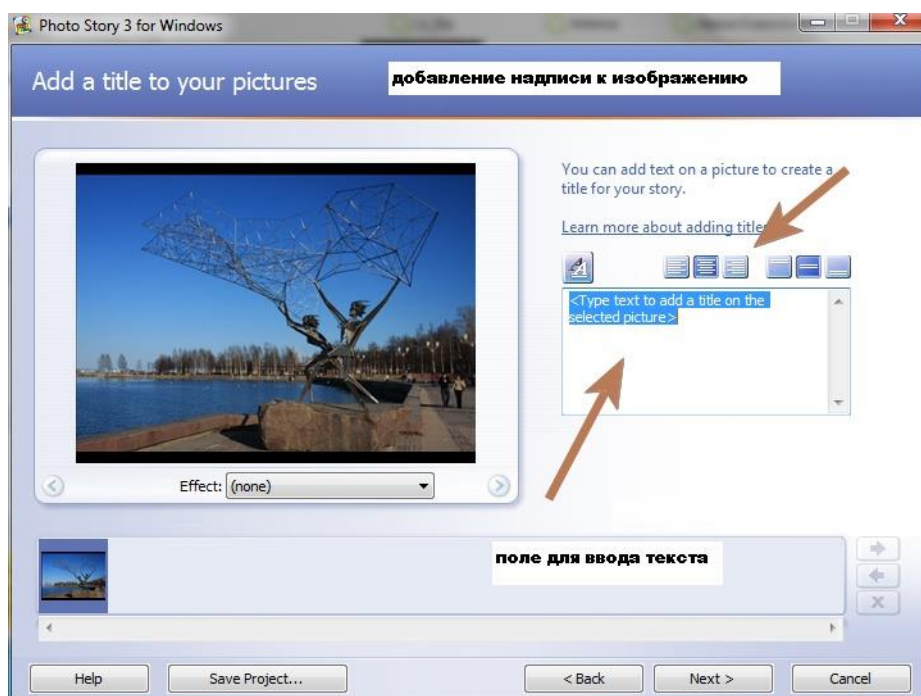 Photo Story 3 for Windows
Add a title to your pictures
добавление надписи к изображению
You can add text on a picture to create a
title for your story.
Learn more about adding titles
<Type text to add a title on the
selected picture>
Effect: (none)
поле для ввода текста
Help
Save Project...
< Back
Next >
Cancel